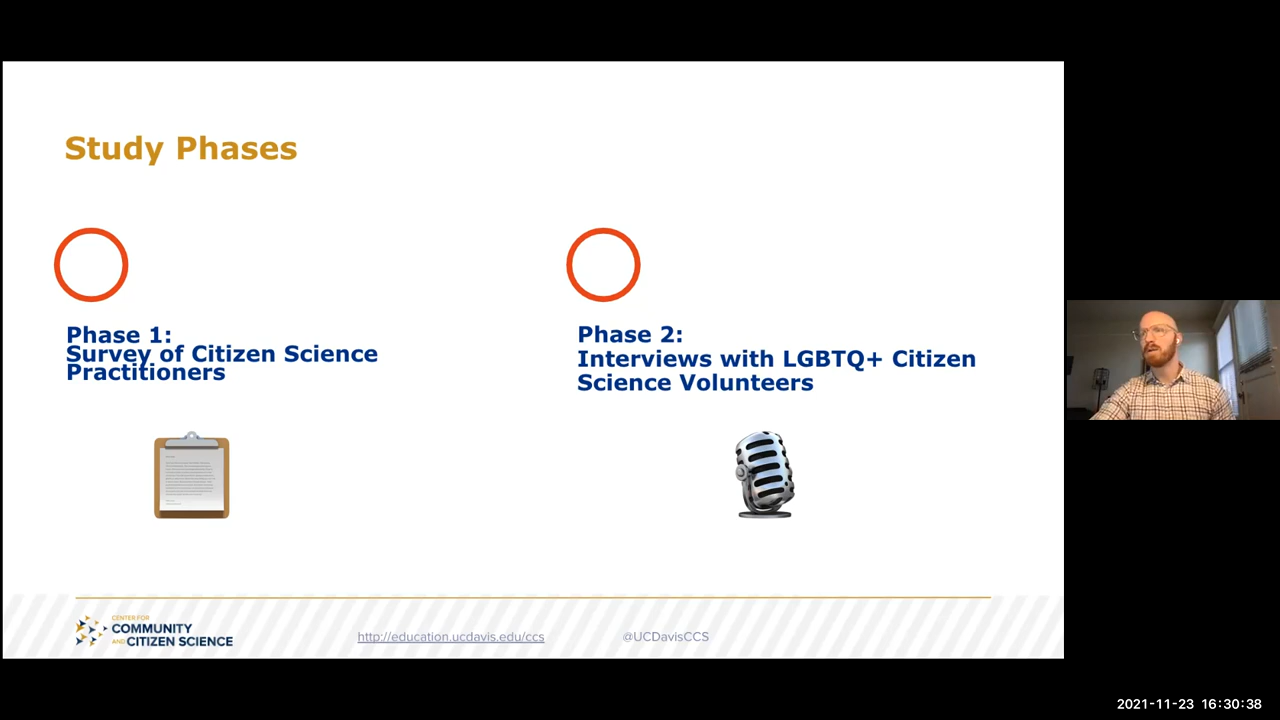 Study Phases
Phase 1:
Survey of Citizen Science
Practitioners
Phase 2:
Interviews with LGBTQ+ Citizen
Science Volunteers
CENTER FOR
COMMUNITY
AND CITIZEN SCIENCE
http://education.ucdavis.edu/ccs
@UCDavisCCS
2021-11-23 16:30:38